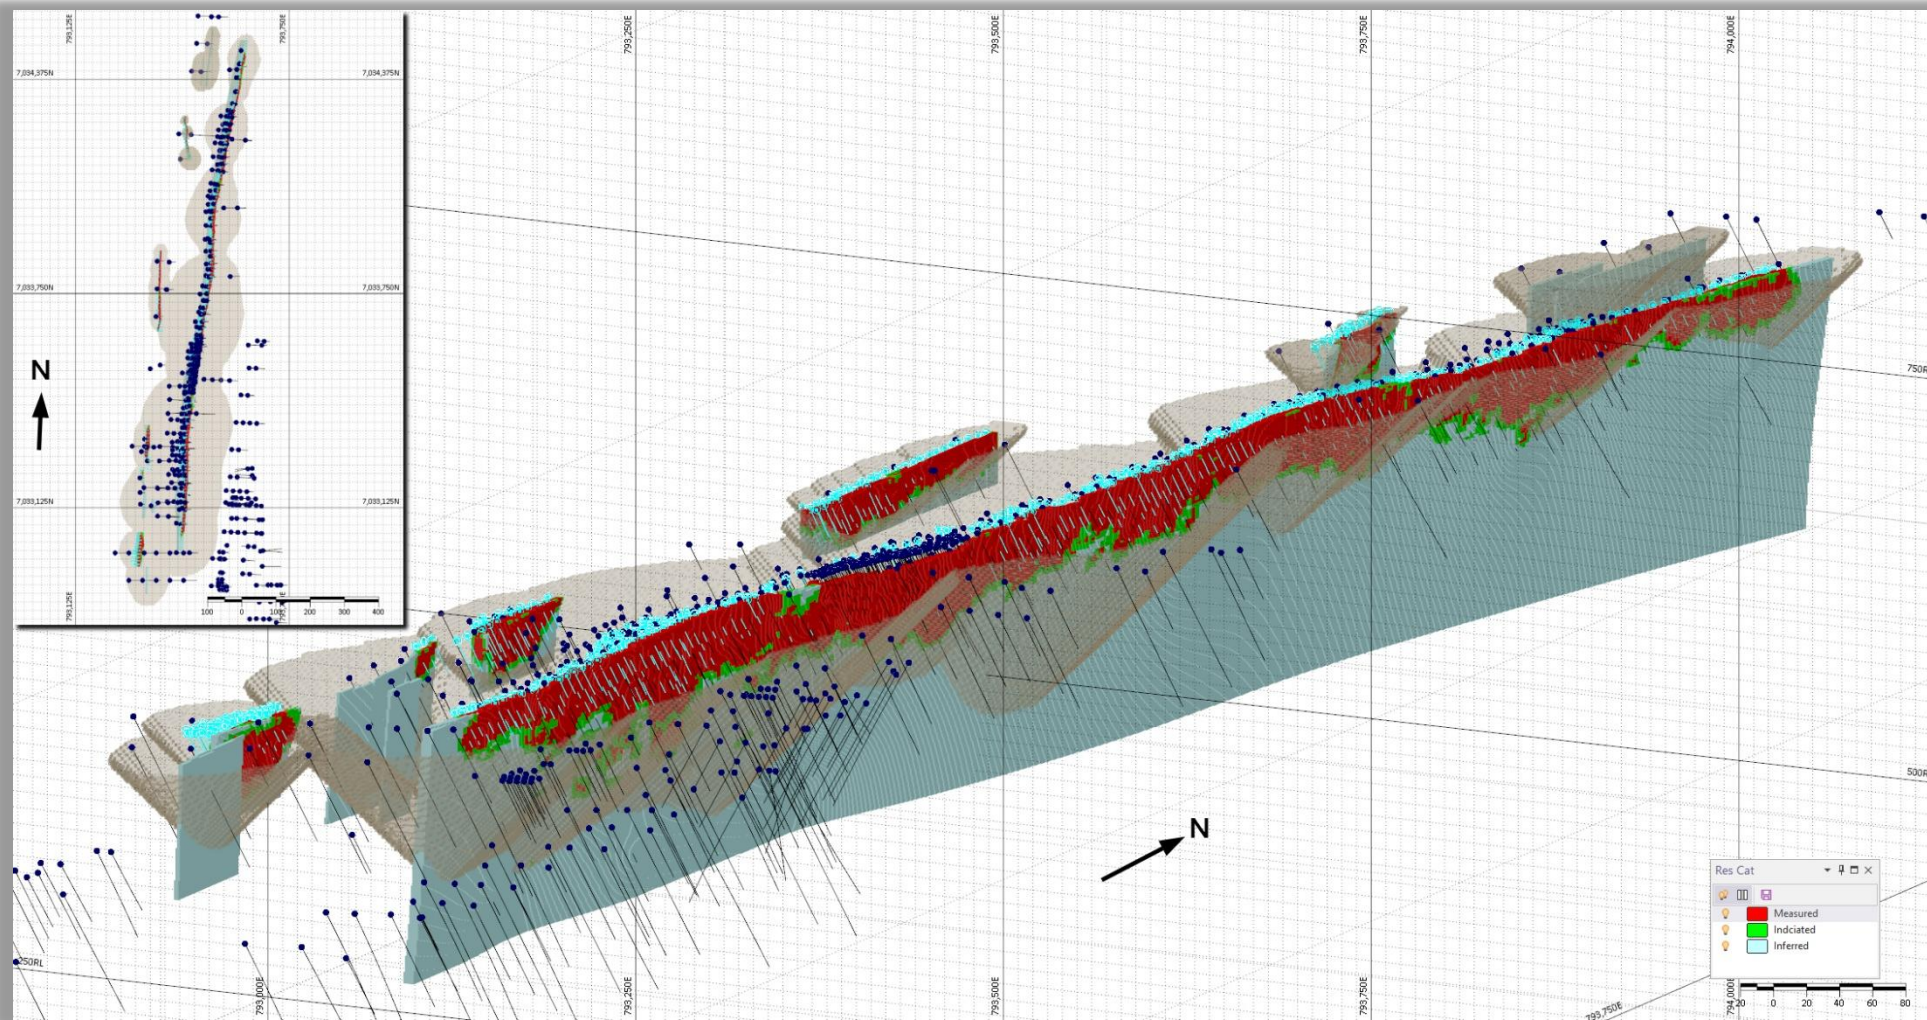 793,125E
793,750E
7,034,375N
7,034,375N
7,033,750N
7,033,750N
7,033,125N
7,033,125N
N
793,125E
100 0 100 200 300 400
793,250E
793,500E
793,750E
794,000E
750R
500R
N
250RL
793,000E
793,250E
793,500E
793,750E
794,000E
793,750E
Res Cat
Measured
Indciated
Inferred
20 0 20 40 60 80